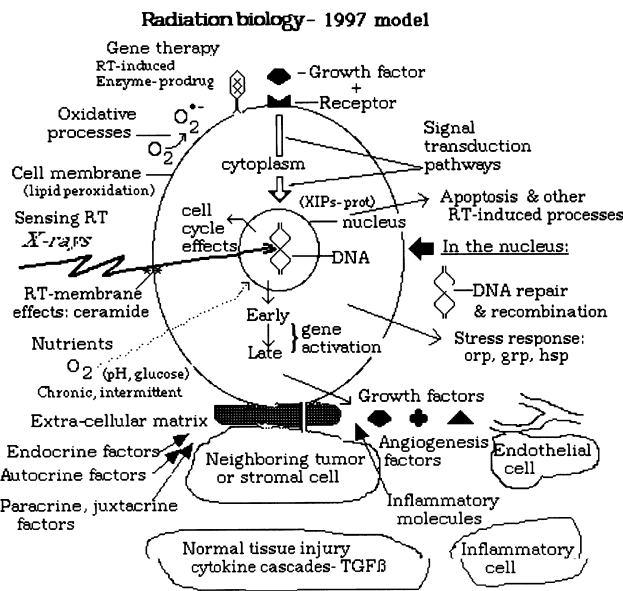 Radiation biology- 1997 model
Gene therapy
RT-induced
Enzyme-prodrug
-Growth factor
+
Receptor
Oxidative
processes
O₂•-
O₂
Signal
transduction
pathways
cytoplasm
Cell membrane
(lipid peroxidation)
(XIPs-prot)
Apoptosis & other
RT-induced processes
Sensing RT
X-rays
cell
cycle
effects
nucleus
DNA
In the nucleus:
RT-membrane
effects: ceramide
DNA repair
& recombination
Early
Late
gene
activation
Stress response:
orp, grp, hsp
Nutrients
O₂ (pH, glucose)
Chronic, intermittent
Growth factors
Extra-cellular matrix
Angiogenesis
factors
Endothelial
cell
Endocrine factors
Autocrine factors
Neighboring tumor
or stromal cell
Paracrine, juxtacrine
factors
Inflammatory
molecules
Normal tissue injury
cytokine cascades- TGFß
Inflammatory
cell